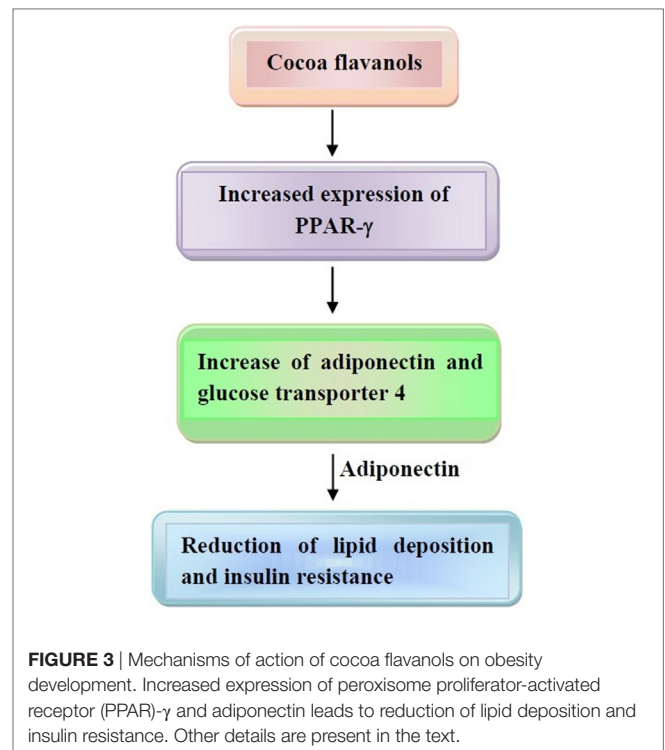 Cocoa flavanols
Increased expression of
PPAR-γ
Increase of adiponectin and
glucose transporter 4
Adiponectin
Reduction of lipid deposition
and insulin resistance
FIGURE 3 | Mechanisms of action of cocoa flavanols on obesity
development. Increased expression of peroxisome proliferator-activated
receptor (PPAR)-γ and adiponectin leads to reduction of lipid deposition and
insulin resistance. Other details are present in the text.